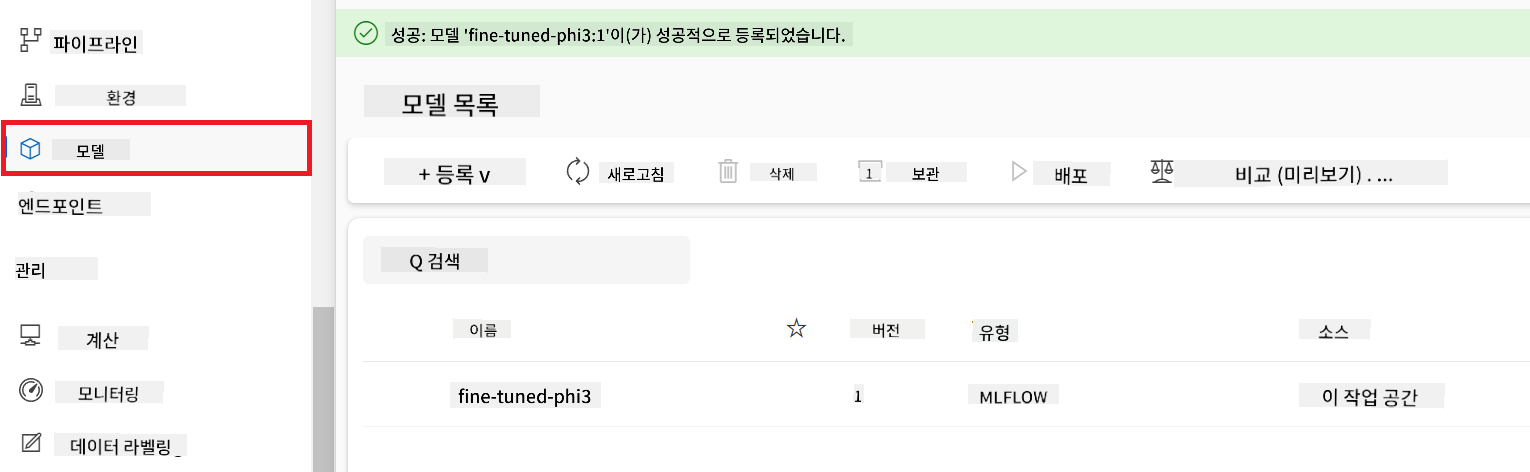 파이프라인
환경
모델
엔드포인트
관리
계산
모니터링
데이터 라벨링
성공: 모델 'fine-tuned-phi3:1'이(가) 성공적으로 등록되었습니다.
모델 목록
+ 등록 v
새로고침
삭제
1 보관
배포
비교 (미리보기) . ...
Q 검색
이름 버전 유형 소스
fine-tuned-phi3 1 MLFLOW 이 작업 공간